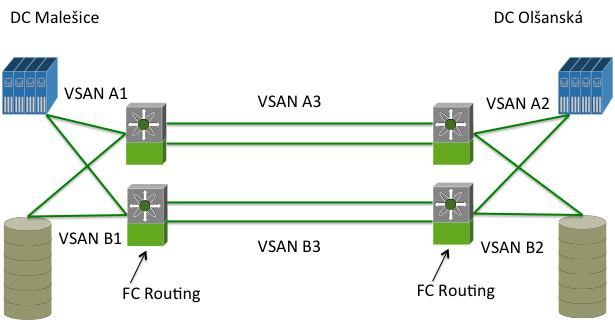 DC Malešice
DC Olšanská
VSAN A1
VSAN A3
VSAN A2
VSAN B1
VSAN B3
VSAN B2
FC Routing
FC Routing